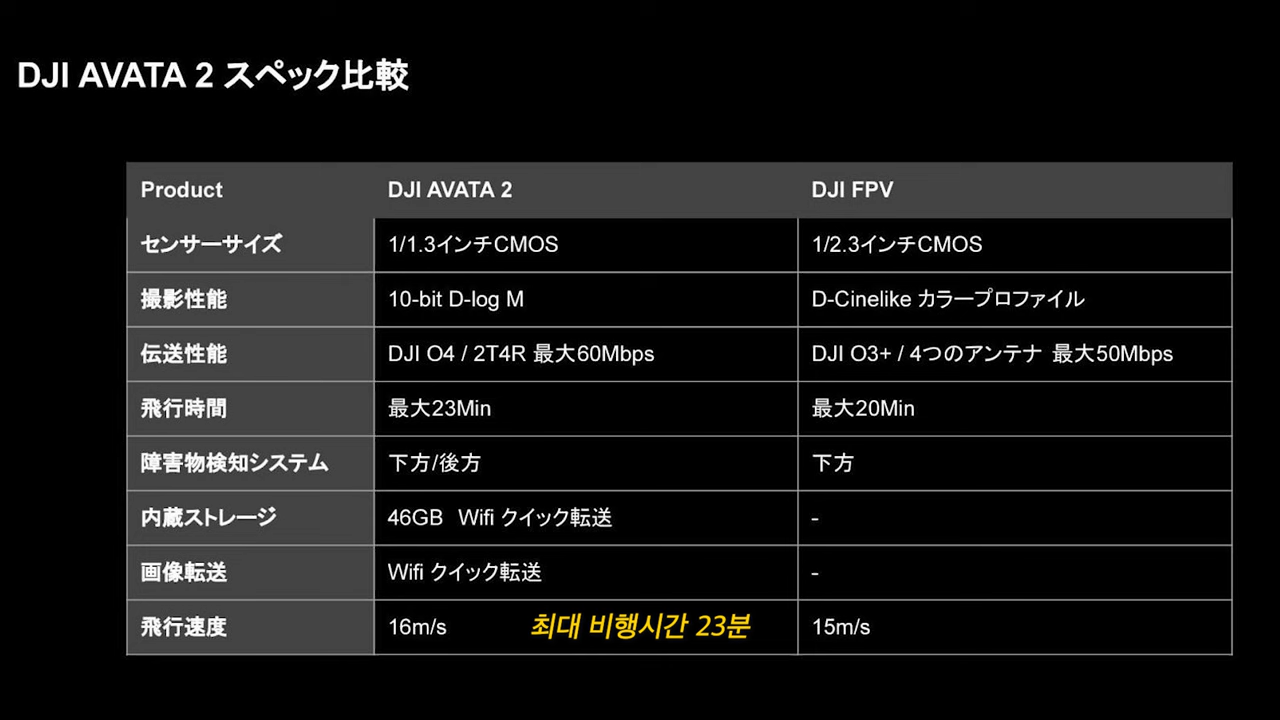 DJI AVATA 2 スペック比較
Product DJI AVATA 2 DJI FPV
センサーサイズ 1/1.3インチCMOS 1/2.3インチCMOS
撮影性能 10-bit D-log M D-Cinelike カラープロファイル
伝送性能 DJI O4 / 2T4R 最大60Mbps DJI O3+ / 4つのアンテナ 最大50Mbps
飛行時間 最大23Min 最大20Min
障害物検知システム 下方/後方 下方
内蔵ストレージ 46GB Wifi クイック転送 -
画像転送 Wifi クイック転送 -
飛行速度 16m/s 최대 비행시간 23분 15m/s